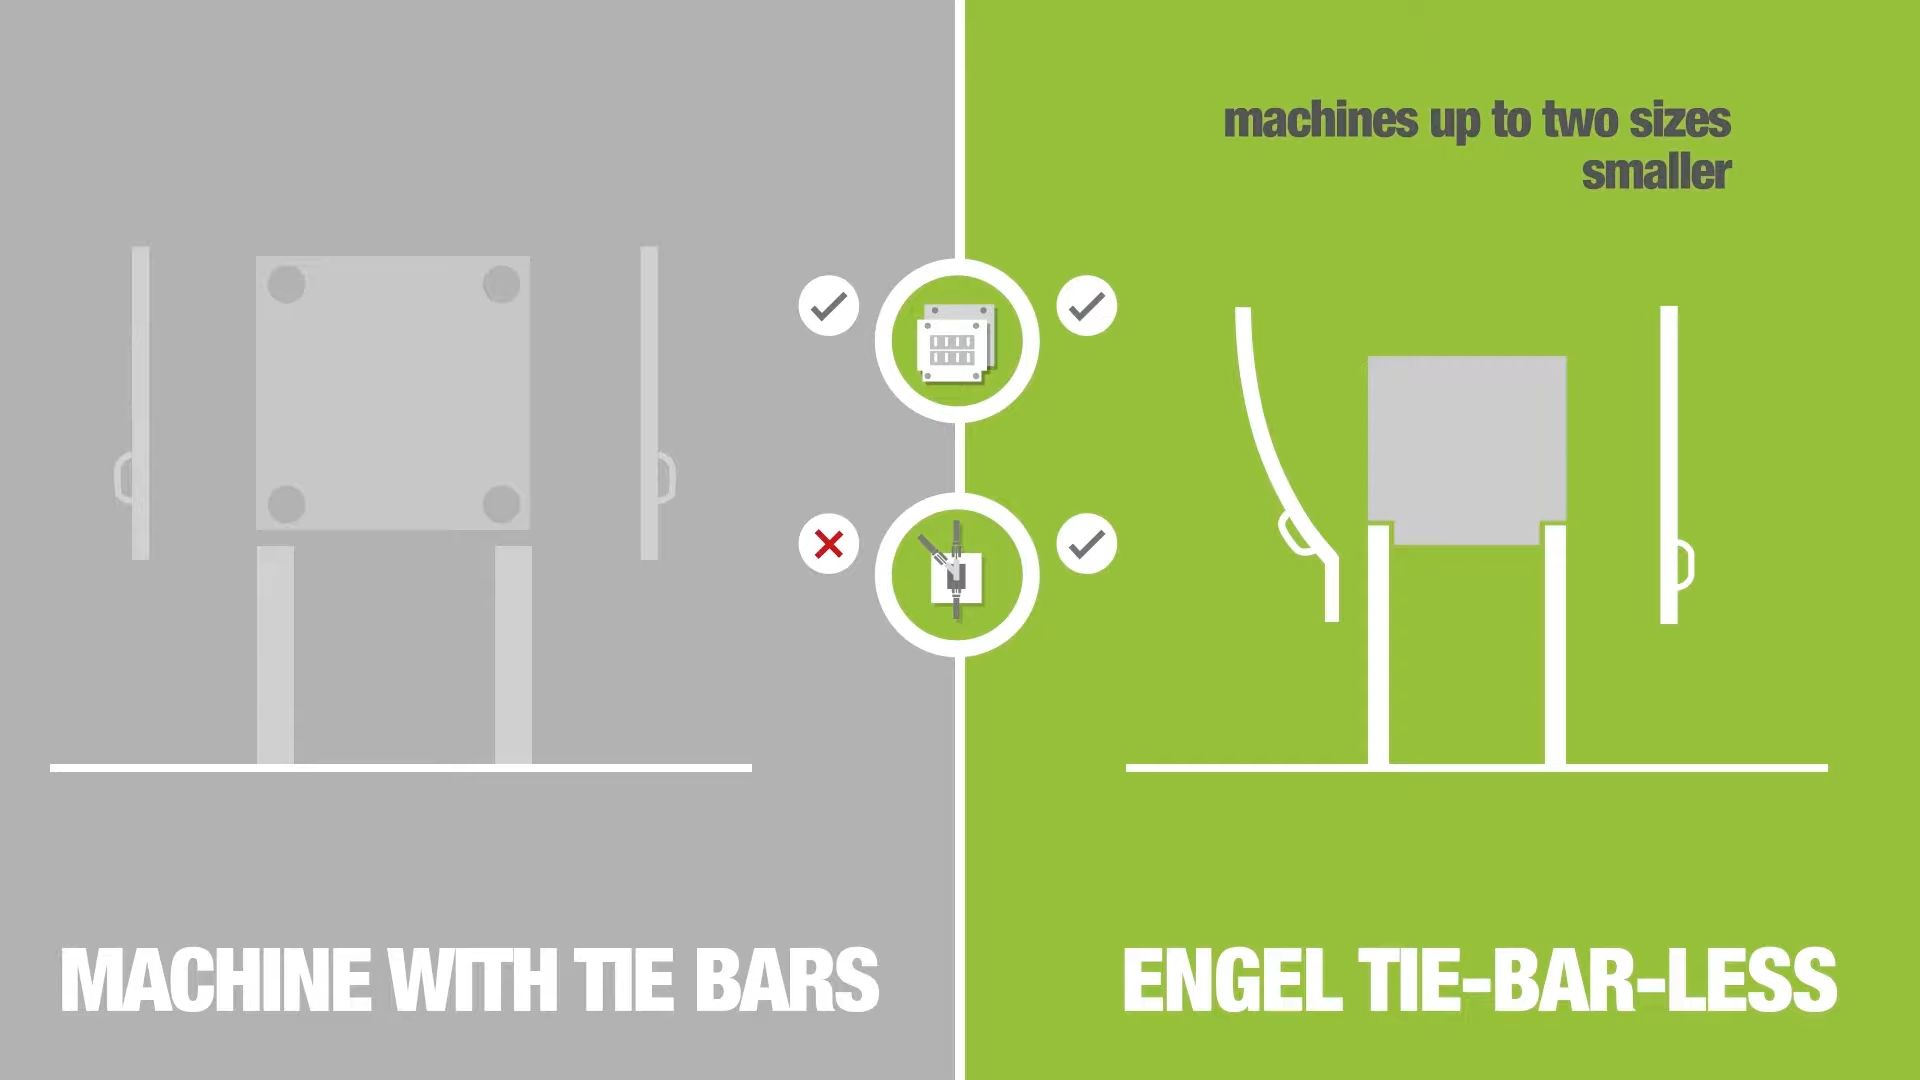 machines up to two sizes
smaller
MACHINE WITH TIE BARS
ENGEL TIE-BAR-LESS